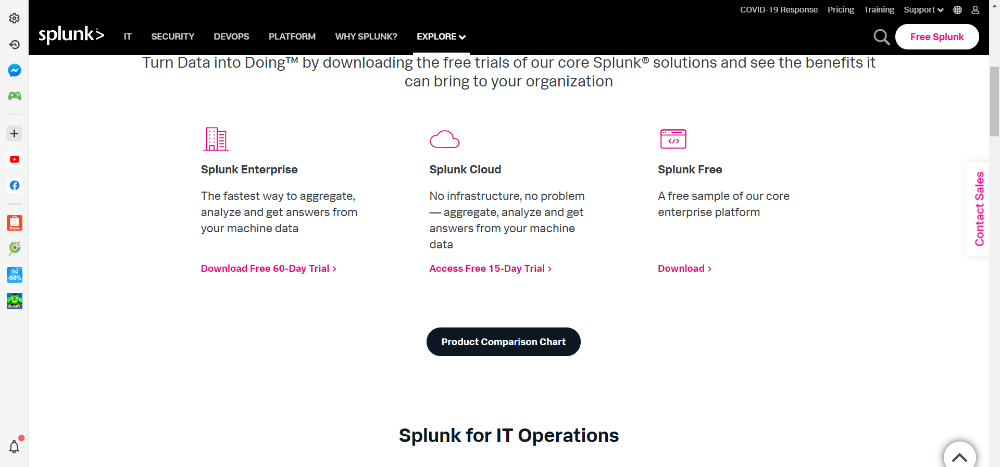 COVID-19 Response Pricing Training Support
splunk>
IT SECURITY DEVOPS PLATFORM WHY SPLUNK? EXPLORE
Free Splunk
Turn Data into Doing™ by downloading the free trials of our core Splunk® solutions and see the benefits it
can bring to your organization
Splunk Enterprise
The fastest way to aggregate,
analyze and get answers from
your machine data
Download Free 60-Day Trial >
Splunk Cloud
No infrastructure, no problem
— aggregate, analyze and get
answers from your machine
data
Access Free 15-Day Trial >
Splunk Free
A free sample of our core
enterprise platform
Download >
Contact Sales
Product Comparison Chart
Splunk for IT Operations
Shopee
TIKI
-50%